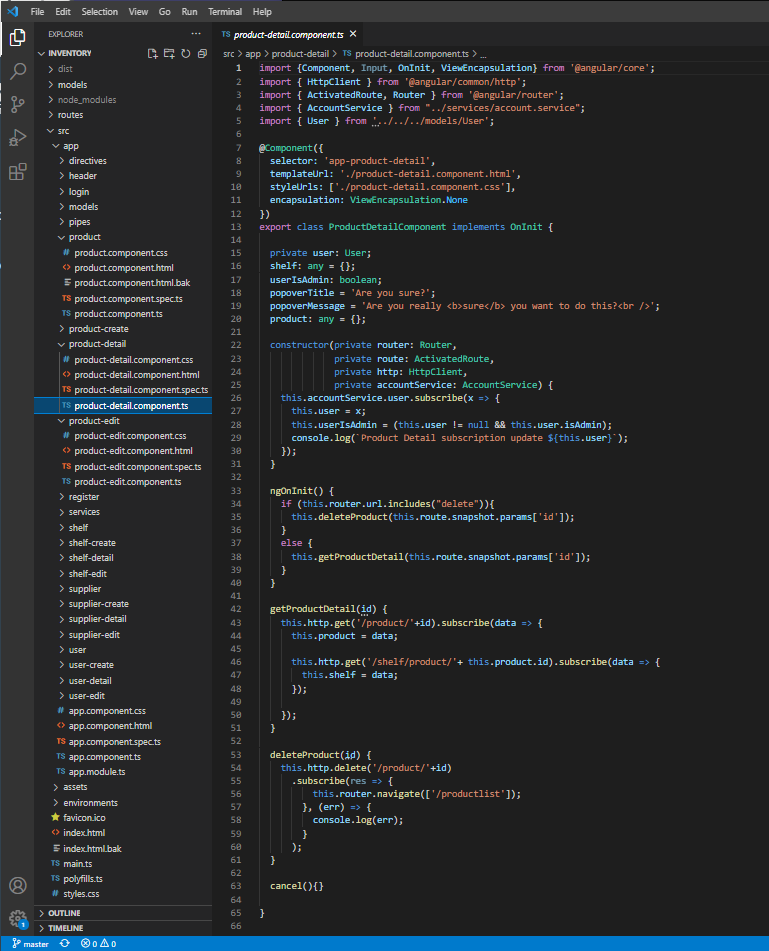 File Edit Selection View Go Run Terminal Help
EXPLORER ...
INVENTORY
dist
models
node_modules
routes
src
app
directives
header
login
models
pipes
product
# product.component.css
<> product.component.html
product.component.html.bak
TS product.component.spec.ts
TS product.component.ts
product-create
product-detail
# product-detail.component.css
<> product-detail.component.html
TS product-detail.component.spec.ts
TS product-detail.component.ts
product-edit
# product-edit.component.css
<> product-edit.component.html
TS product-edit.component.spec.ts
TS product-edit.component.ts
register
services
shelf
shelf-create
shelf-detail
shelf-edit
supplier
supplier-create
supplier-detail
supplier-edit
user
user-create
user-detail
user-edit
# app.component.css
<> app.component.html
TS app.component.spec.ts
TS app.component.ts
TS app.module.ts
assets
environments
favicon.ico
<> index.html
index.html.bak
TS main.ts
TS polyfills.ts
# styles.css
OUTLINE
TIMELINE
TS product-detail.component.ts ×
src > app > product-detail > TS product-detail.component.ts > ...
1 import {Component, Input, OnInit, ViewEncapsulation} from '@angular/core';
2 import { HttpClient } from '@angular/common/http';
3 import { ActivatedRoute, Router } from '@angular/router';
4 import { AccountService } from "../services/account.service";
5 import { User } from '../../../models/User';
6
7 @Component({
8 selector: 'app-product-detail',
9 templateUrl: './product-detail.component.html',
10 styleUrls: ['./product-detail.component.css'],
11 encapsulation: ViewEncapsulation.None
12 })
13 export class ProductDetailComponent implements OnInit {
14
15 private user: User;
16 shelf: any = {};
17 userIsAdmin: boolean;
18 popoverTitle = 'Are you sure?';
19 popoverMessage = 'Are you really <b>sure</b> you want to do this?<br />';
20 product: any = {};
21
22 constructor(private router: Router,
23 private route: ActivatedRoute,
24 private http: HttpClient,
25 private accountService: AccountService) {
26 this.accountService.user.subscribe(x => {
27 this.user = x;
28 this.userIsAdmin = (this.user != null && this.user.isAdmin);
29 console.log(`Product Detail subscription update ${this.user}`);
30 });
31 }
32
33 ngOnInit() {
34 if (this.router.url.includes("delete")){
35 this.deleteProduct(this.route.snapshot.params['id']);
36 }
37 else {
38 this.getProductDetail(this.route.snapshot.params['id']);
39 }
40 }
41
42 getProductDetail(id) {
43 this.http.get('/product/'+id).subscribe(data => {
44 this.product = data;
45
46 this.http.get('/shelf/product/'+ this.product.id).subscribe(data => {
47 this.shelf = data;
48 });
49
50 });
51 }
52
53 deleteProduct(id) {
54 this.http.delete('/product/'+id)
55 .subscribe(res => {
56 this.router.navigate(['/productlist']);
57 }, (err) => {
58 console.log(err);
59 }
60 );
61 }
62
63 cancel(){}
64
65 }
66
1
master 0 0